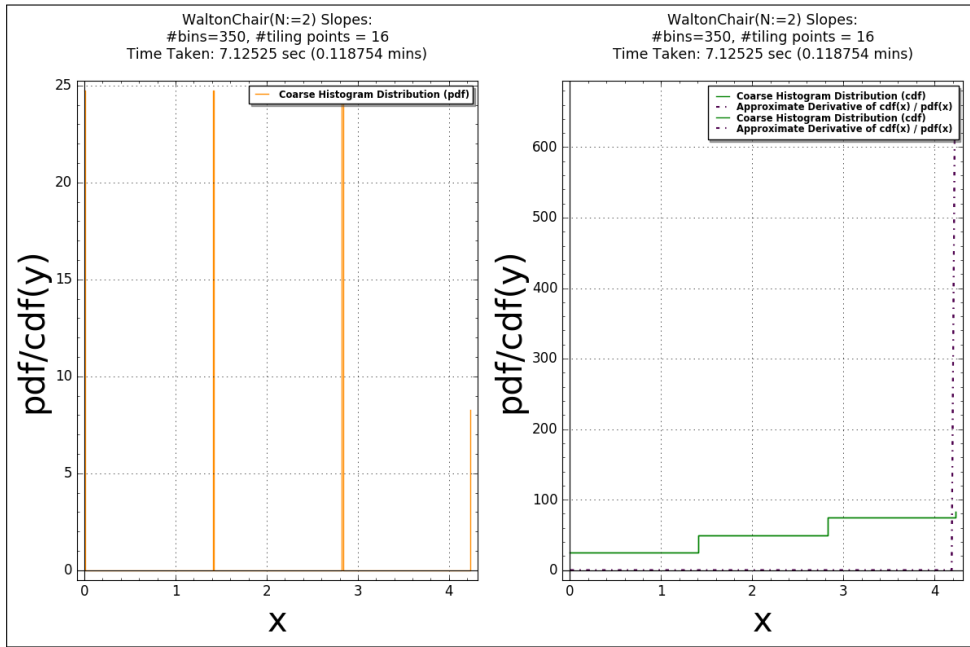 WaltonChair(N:=2) Slopes:
#bins=350, #tiling points = 16
Time Taken: 7.12525 sec (0.118754 mins)
25
20
15
10
5
0
pdf/cdf(y)
Coarse Histogram Distribution (pdf)
0 1 2 3 4
x
WaltonChair(N:=2) Slopes:
#bins=350, #tiling points = 16
Time Taken: 7.12525 sec (0.118754 mins)
600
500
400
300
200
100
0
pdf/cdf(y)
Coarse Histogram Distribution (cdf)
Approximate Derivative of cdf(x) / pdf(x)
Coarse Histogram Distribution (cdf)
Approximate Derivative of cdf(x) / pdf(x)
0 1 2 3 4
x